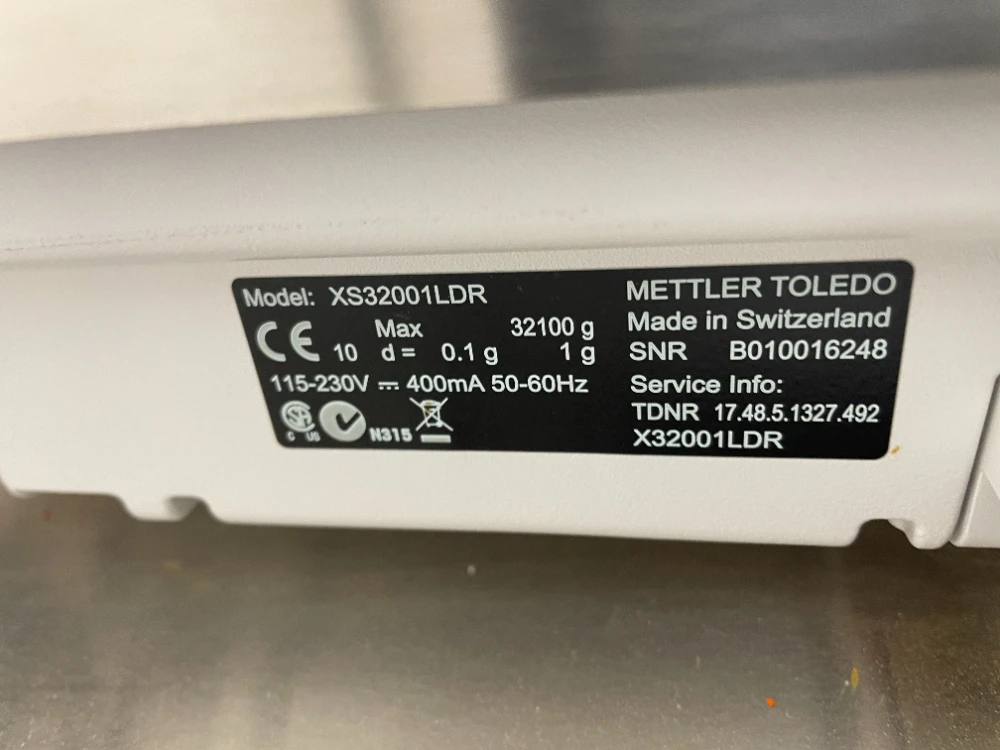 Model: XS32001LDR
CE 10 Max 32100 g
d = 0.1 g 1 g
115-230V ⎓ 400mA 50-60Hz
C US N315
METTLER TOLEDO
Made in Switzerland
SNR B010016248
Service Info:
TDNR 17.48.5.1327.492
X32001LDR